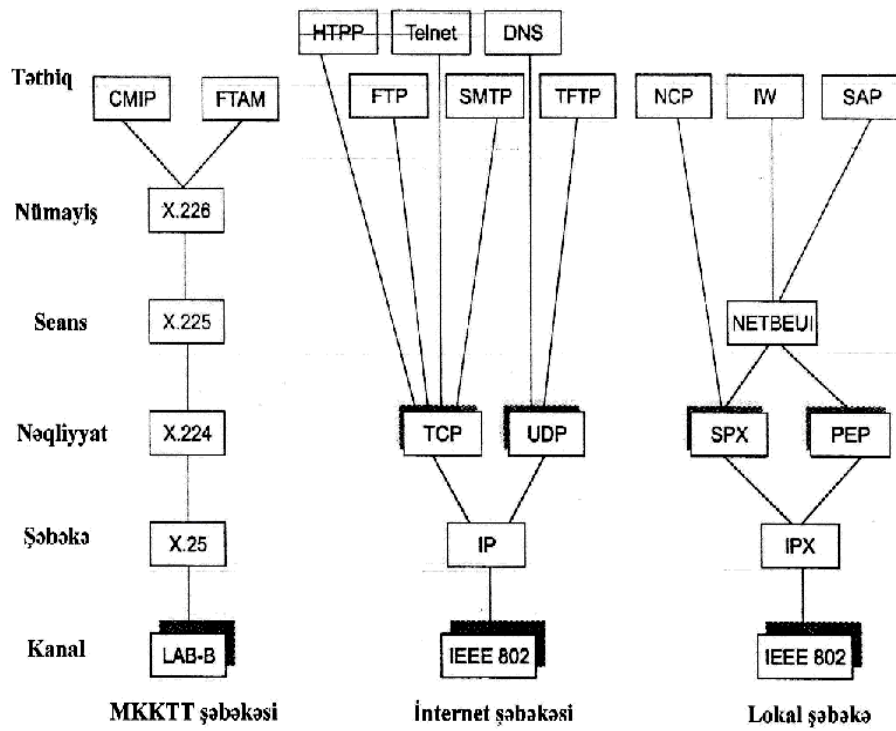 HTPP Telnet DNS
Tətbiq
CMIP FTAM FTP SMTP TFTP NCP IW SAP
Nümayiş
X.226
Seans
X.225 NETBEUI
Nəqliyyat
X.224 TCP UDP SPX PEP
Şəbəkə
X.25 IP IPX
Kanal
LAB-B IEEE 802 IEEE 802
MKKTT şəbəkəsi İnternet şəbəkəsi Lokal şəbəkə